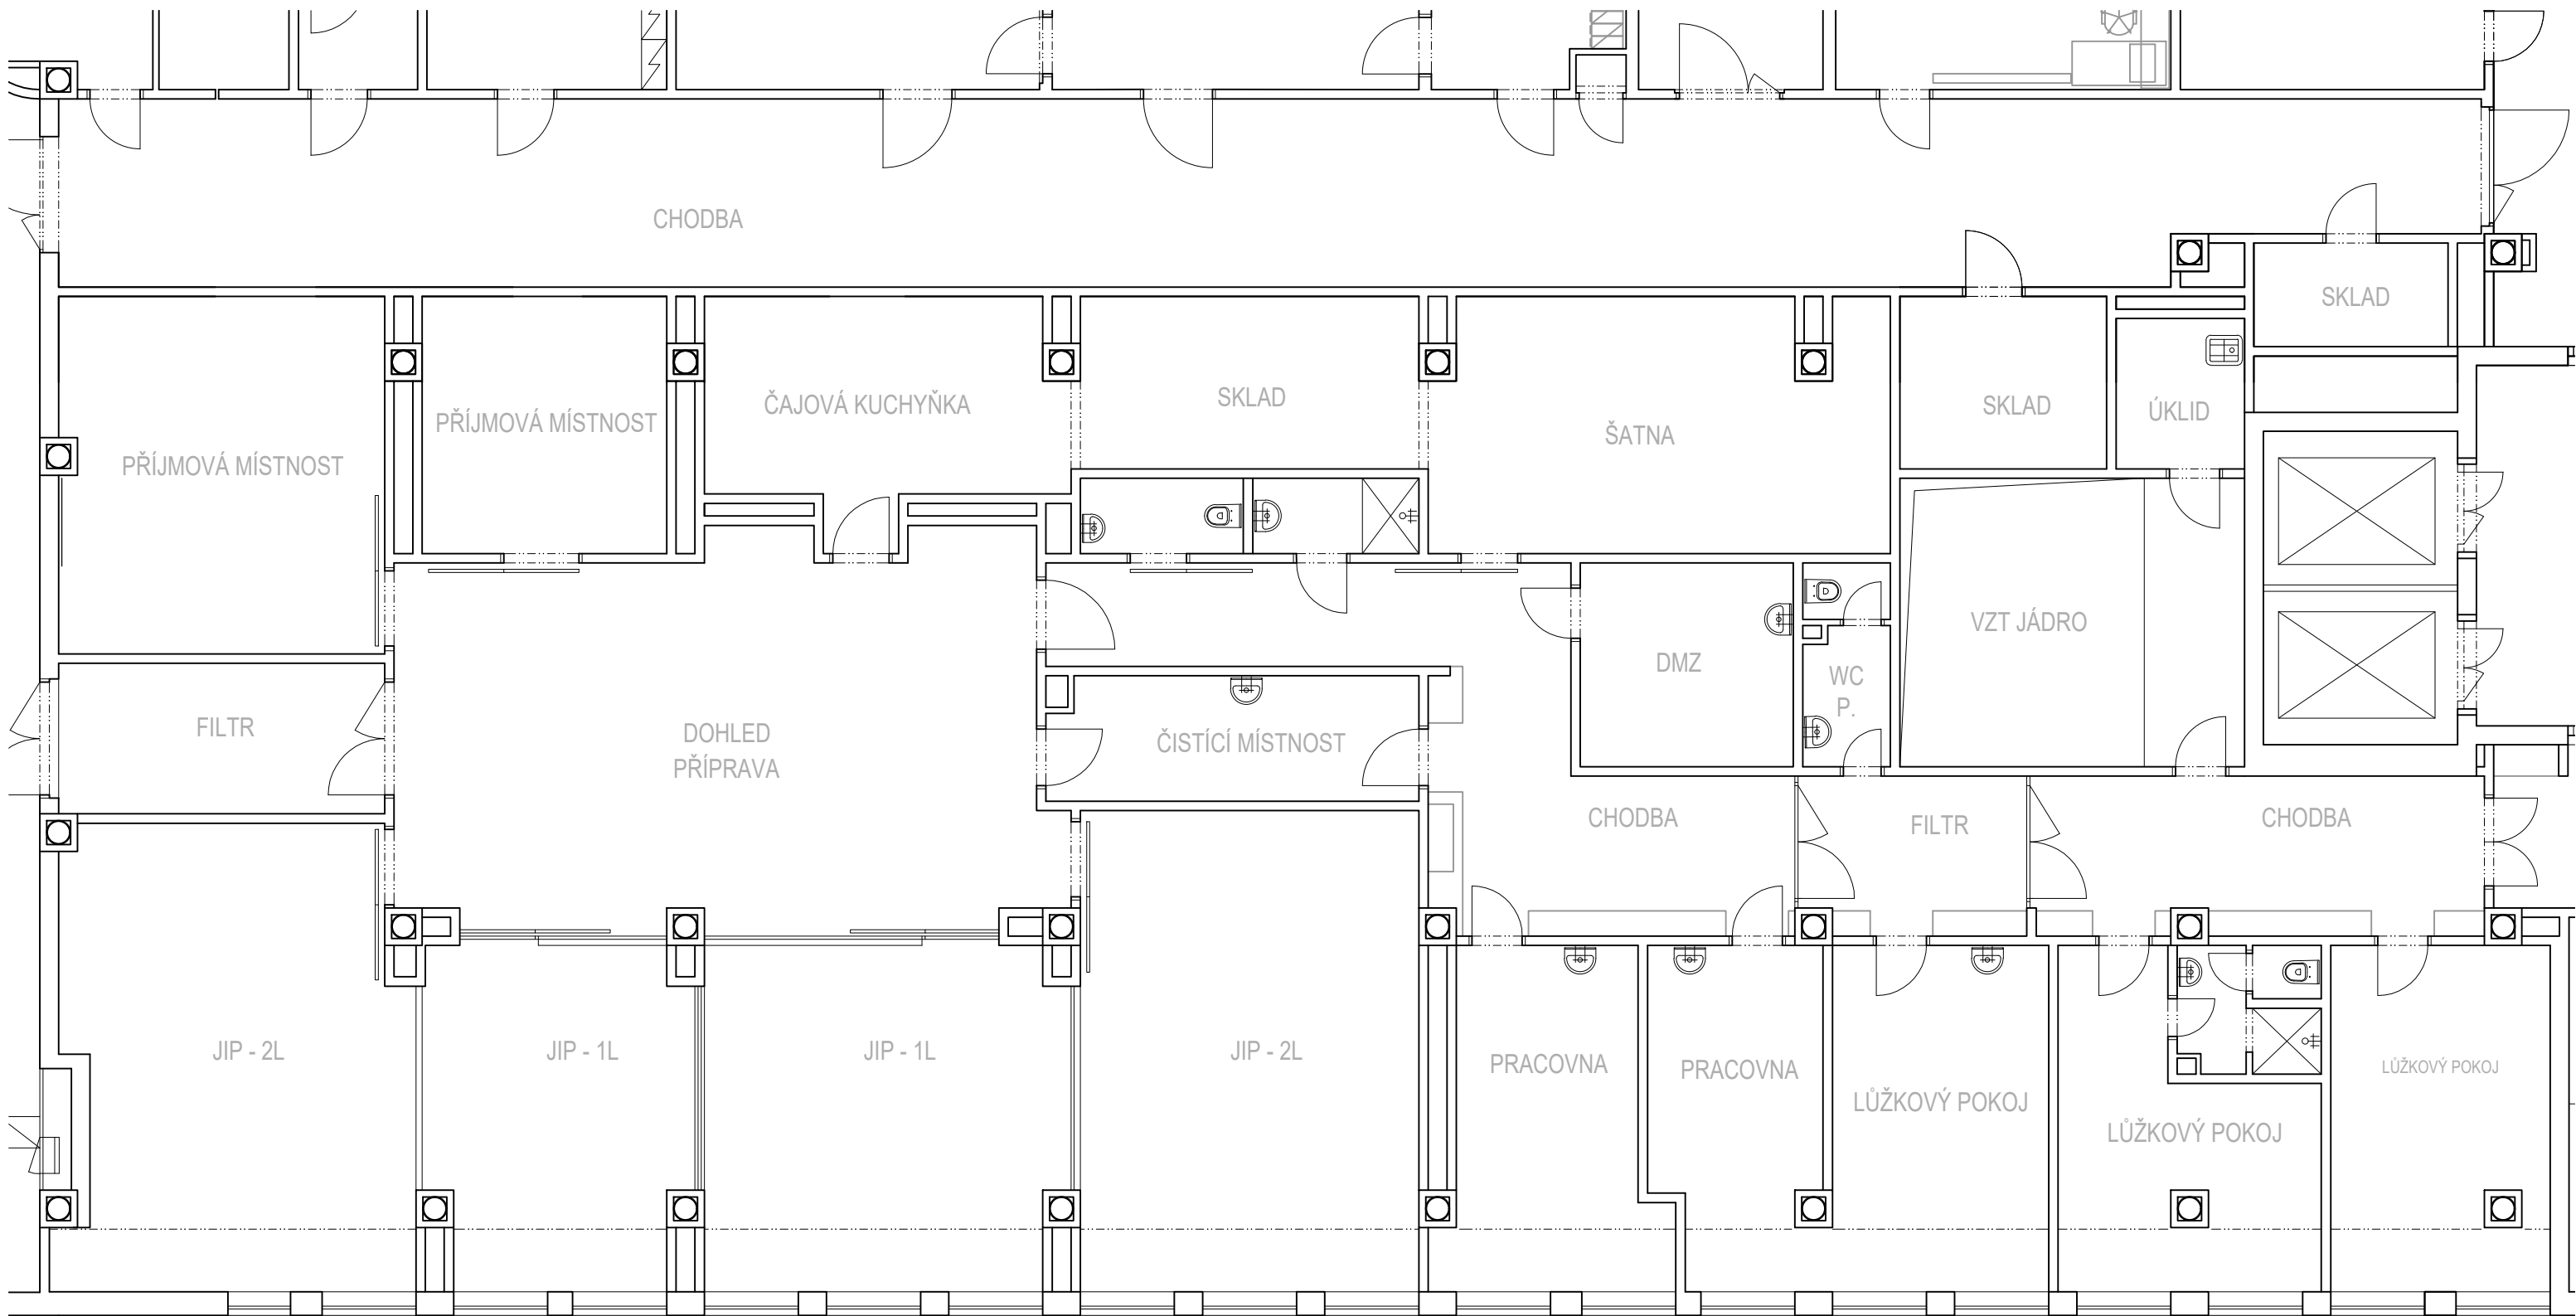 CHODBA
SKLAD
PŘÍJMOVÁ MÍSTNOST
PŘÍJMOVÁ MÍSTNOST
ČAJOVÁ KUCHYŇKA
SKLAD
ŠATNA
SKLAD
ÚKLID
FILTR
DOHLED
PŘÍPRAVA
ČISTÍCÍ MÍSTNOST
DMZ
WC
P.
VZT JÁDRO
CHODBA
FILTR
CHODBA
JIP - 2L
JIP - 1L
JIP - 1L
JIP - 2L
PRACOVNA
PRACOVNA
LŮŽKOVÝ POKOJ
LŮŽKOVÝ POKOJ
LŮŽKOVÝ POKOJ